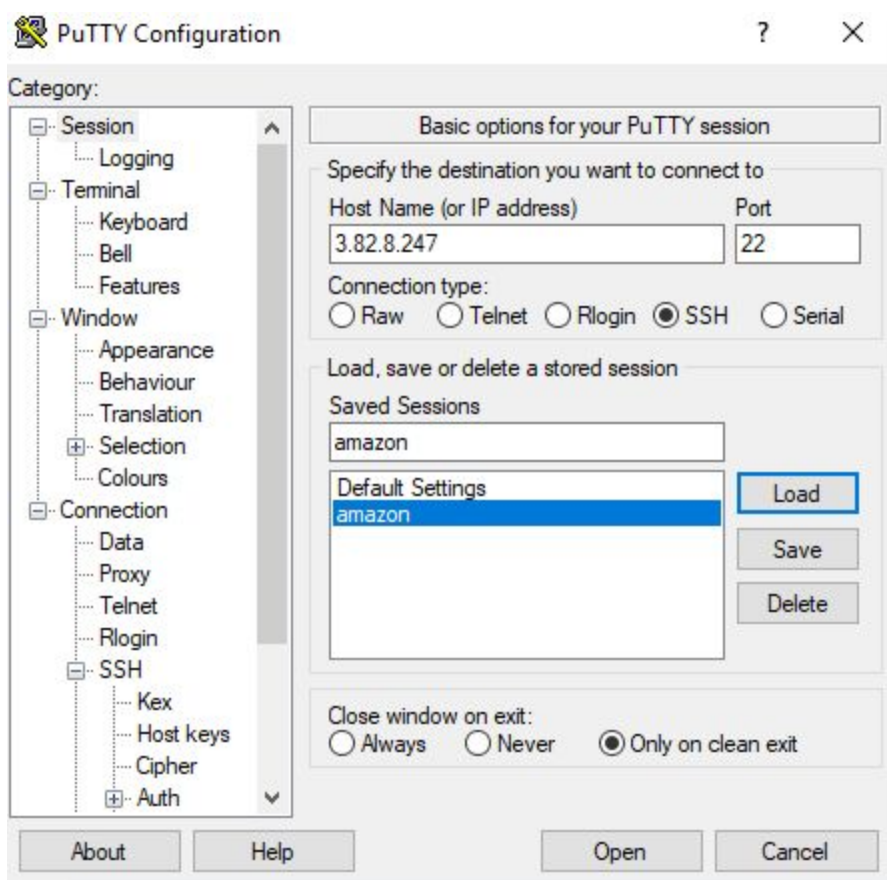 PuTTY Configuration
?
Category:
Session
Logging
Terminal
Keyboard
Bell
Features
Window
Appearance
Behaviour
Translation
Selection
Colours
Connection
Data
Proxy
Telnet
Rlogin
SSH
Kex
Host keys
Cipher
Auth
Basic options for your PuTTY session
Specify the destination you want to connect to
Host Name (or IP address) Port
3.82.8.247 22
Connection type:
Raw Telnet Rlogin SSH Serial
Load, save or delete a stored session
Saved Sessions
amazon
Default Settings
amazon
Load
Save
Delete
Close window on exit:
Always Never Only on clean exit
About Help Open Cancel